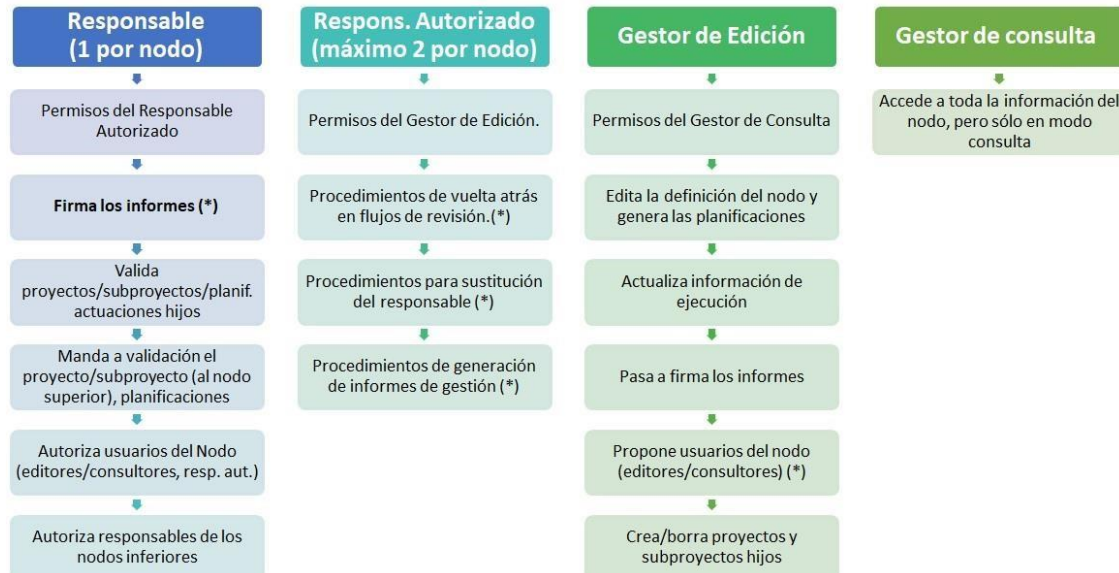 Responsable
(1 por nodo)
Permisos del Responsable
Autorizado
Firma los informes (*)
Valida
proyectos/subproyectos/planif.
actuaciones hijos
Manda a validación el
proyecto/subproyecto (al nodo
superior), planificaciones
Autoriza usuarios del Nodo
(editores/consultores, resp. aut.)
Autoriza responsables de los
nodos inferiores
Respons. Autorizado
(máximo 2 por nodo)
Permisos del Gestor de Edición.
Procedimientos de vuelta atrás
en flujos de revisión.(*)
Procedimientos para sustitución
del responsable (*)
Procedimientos de generación
de informes de gestión (*)
Gestor de Edición
Permisos del Gestor de Consulta
Edita la definición del nodo y
genera las planificaciones
Actualiza información de
ejecución
Pasa a firma los informes
Propone usuarios del nodo
(editores/consultores) (*)
Crea/borra proyectos y
subproyectos hijos
Gestor de consulta
Accede a toda la información del
nodo, pero sólo en modo
consulta